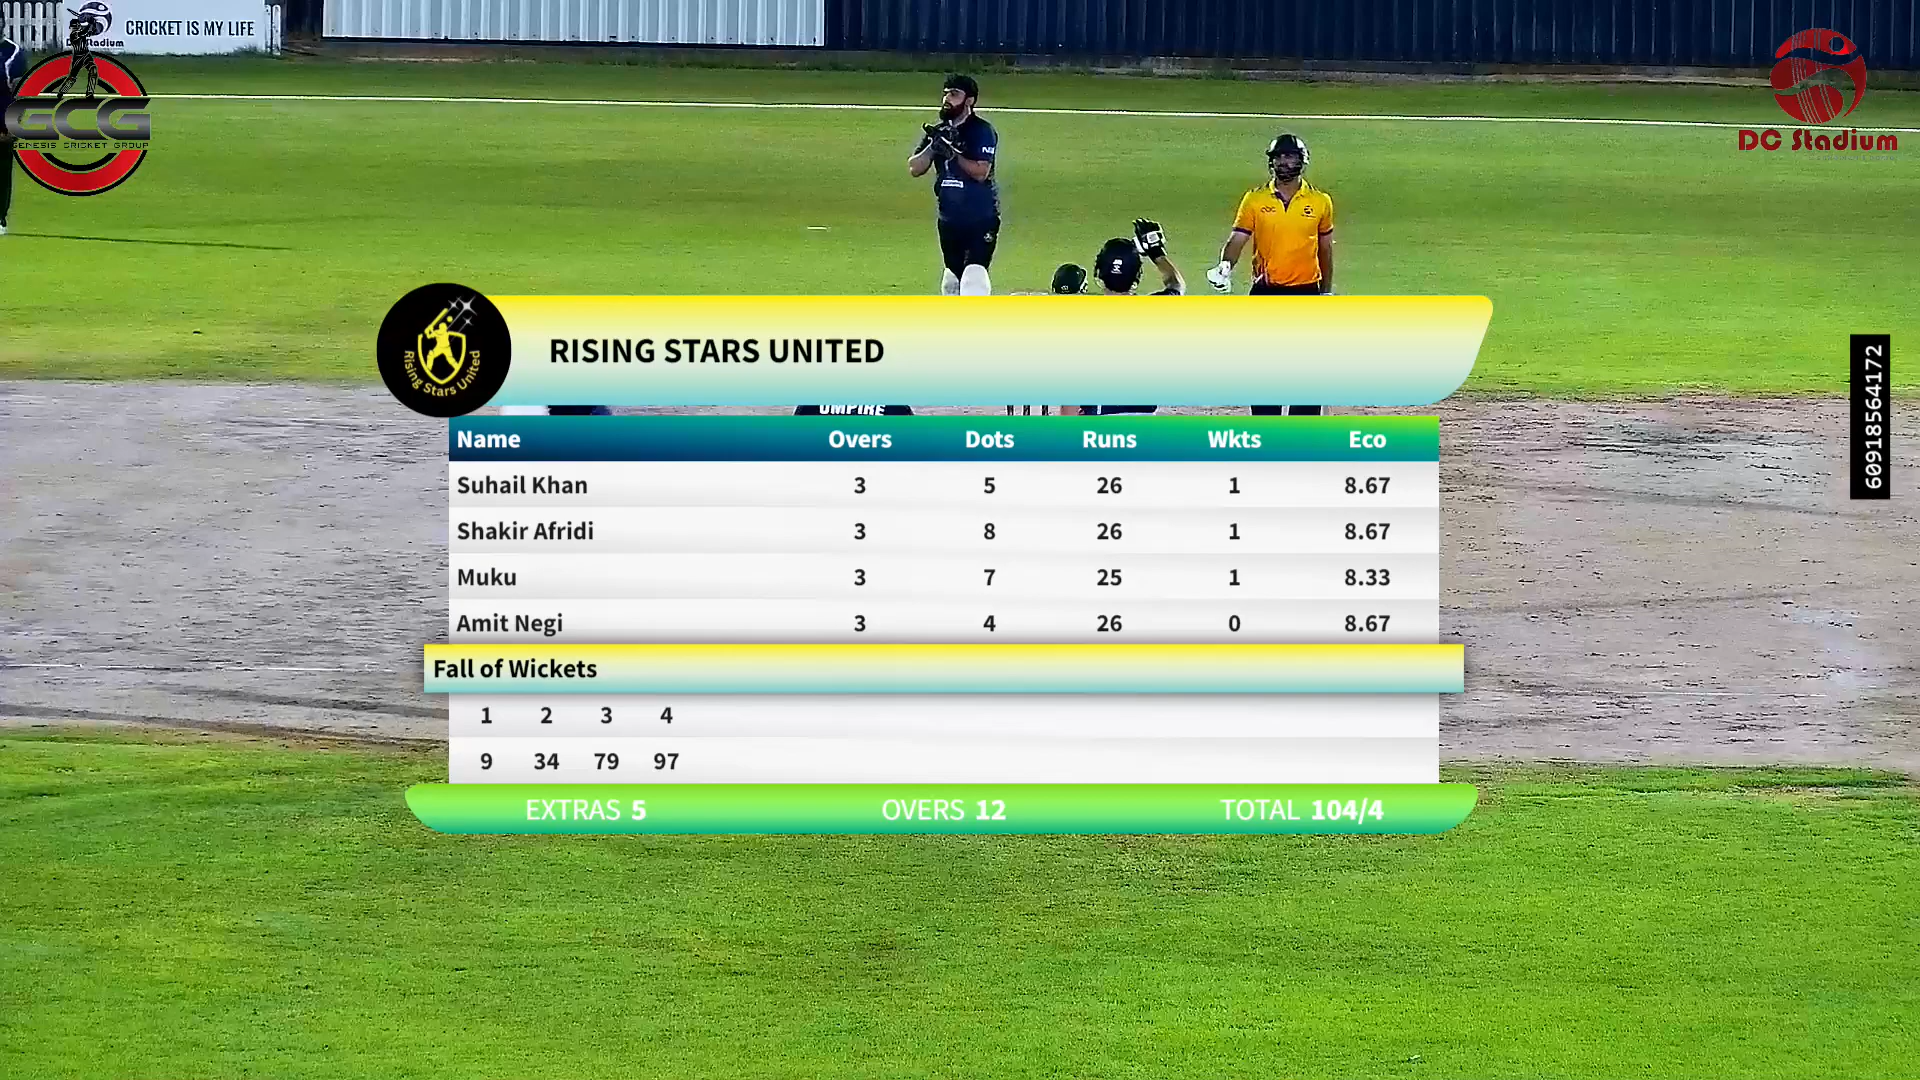 CRICKET IS MY LIFE
GCG
GENESIS CRICKET GROUP
DC Stadium
Rising Stars United
RISING STARS UNITED
UMPIRE
Name Overs Dots Runs Wkts Eco
Suhail Khan 3 5 26 1 8.67
Shakir Afridi 3 8 26 1 8.67
Muku 3 7 25 1 8.33
Amit Negi 3 4 26 0 8.67
Fall of Wickets
1 2 3 4
9 34 79 97
EXTRAS 5 OVERS 12 TOTAL 104/4
60918564172